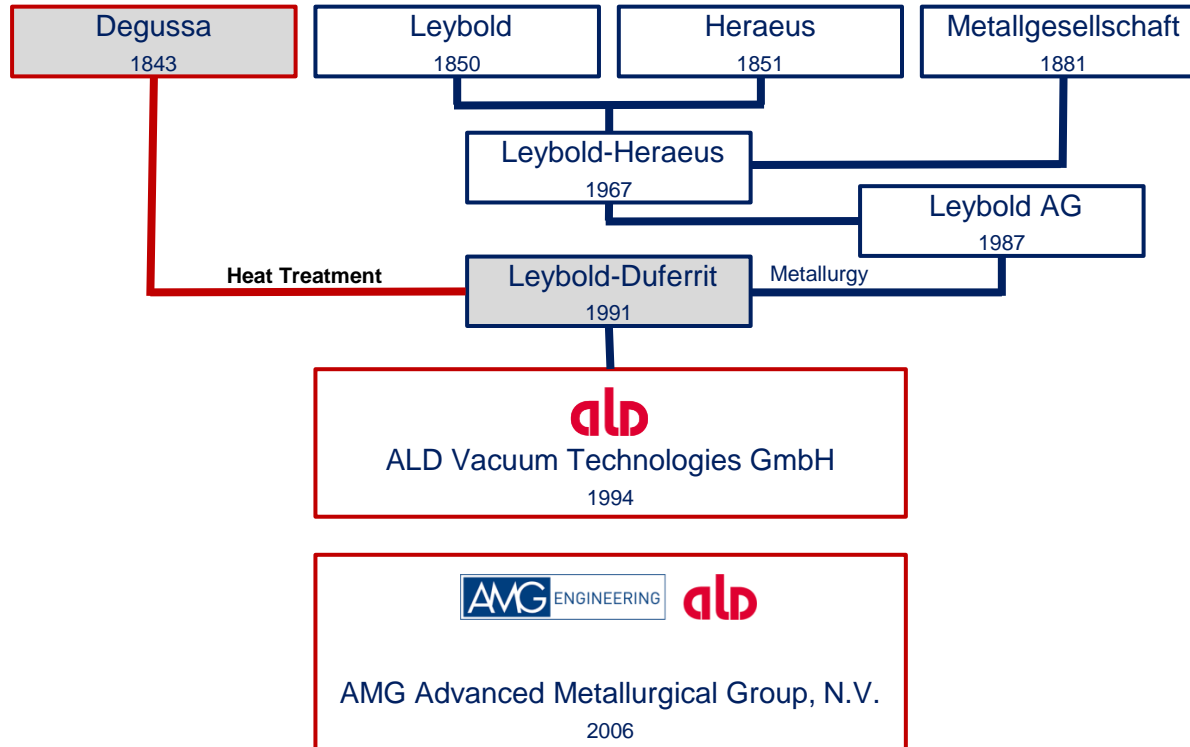 Degussa
1843
Leybold
1850
Heraeus
1851
Metallgesellschaft
1881
Leybold-Heraeus
1967
Leybold AG
1987
Heat Treatment
Leybold-Duferrit
1991
Metallurgy
ald
ALD Vacuum Technologies GmbH
1994
AMG ENGINEERING ald
AMG Advanced Metallurgical Group, N.V.
2006